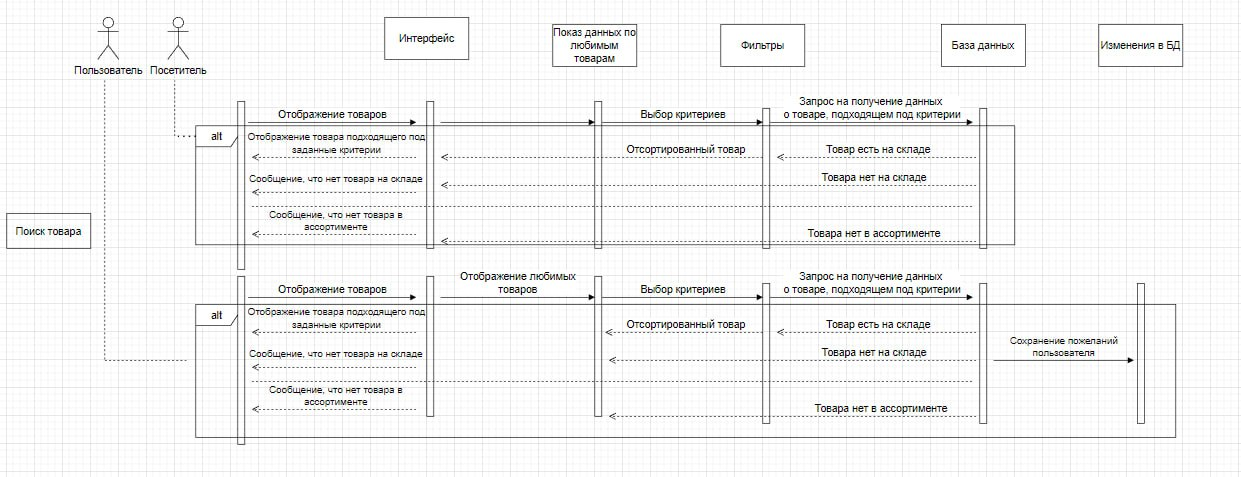 Пользователь
Посетитель
Интерфейс
Показ данных по
любимым
товарам
Фильтры
База данных
Изменения в БД
Отображение товаров
Выбор критериев
Запрос на получение данных
о товаре, подходящем под критерии
alt
Отображение товара подходящего под
заданные критерии
Отсортированный товар
Товар есть на складе
Сообщение, что нет товара на складе
Товара нет на складе
Сообщение, что нет товара в
ассортименте
Товара нет в ассортименте
Поиск товара
Отображение товаров
Отображение любимых
товаров
Выбор критериев
Запрос на получение данных
о товаре, подходящем под критерии
alt
Отображение товара подходящего под
заданные критерии
Отсортированный товар
Товар есть на складе
Сообщение, что нет товара на складе
Товара нет на складе
Сохранение пожеланий
пользователя
Сообщение, что нет товара в
ассортименте
Товара нет в ассортименте